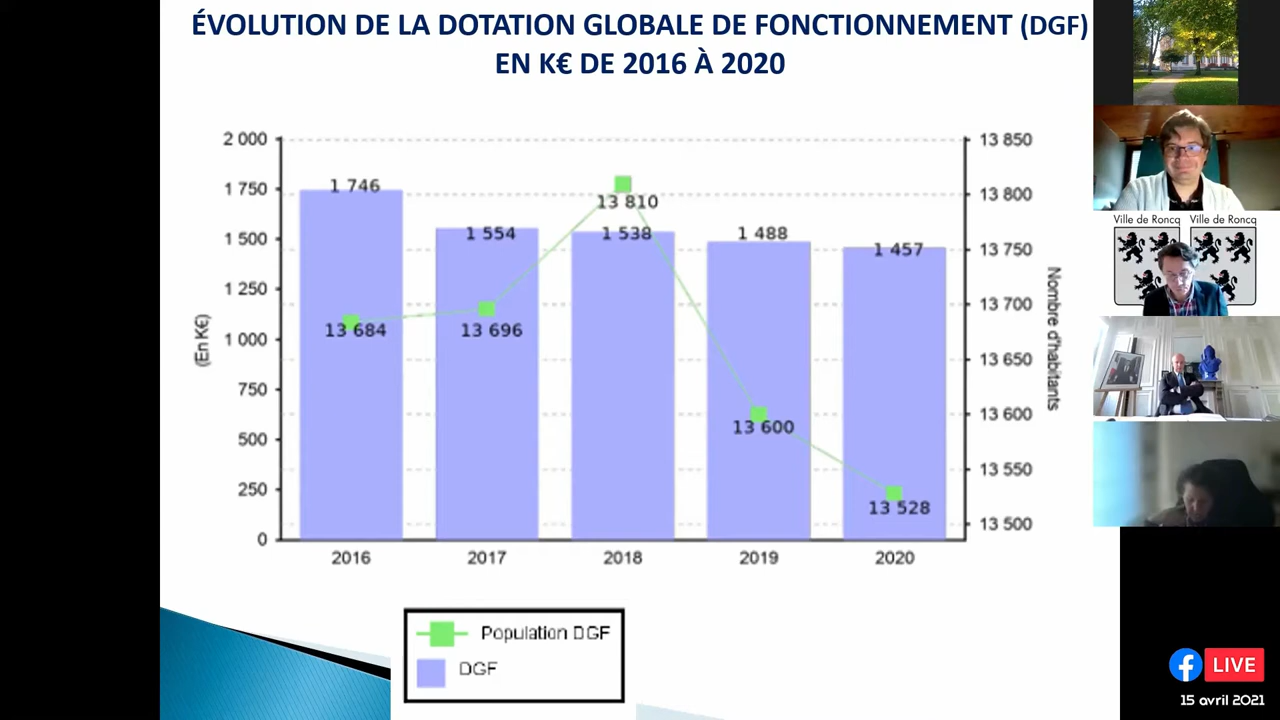 ÉVOLUTION DE LA DOTATION GLOBALE DE FONCTIONNEMENT (DGF)
EN K€ DE 2016 À 2020
2 000
1 750
1 500
1 250
1 000
750
500
250
0
(En K€)
1 746
1 554
1 538
1 488
1 457
13 684
13 696
13 810
13 600
13 528
13 850
13 800
13 750
13 700
13 650
13 600
13 550
13 500
Nombre d'habitants
2016 2017 2018 2019 2020
Population DGF
DGF
Ville de Roncq Ville de Roncq
LIVE
15 avril 2021